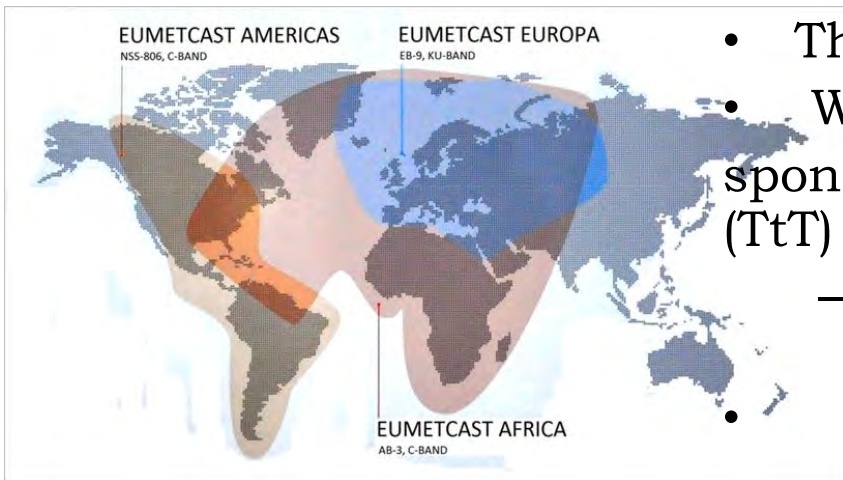 EUMETCAST AMERICAS
NSS-806, C-BAND
EUMETCAST EUROPA
EB-9, KU-BAND
EUMETCAST AFRICA
AB-3, C-BAND
• Th
• W
spon
(TtT)
–
•